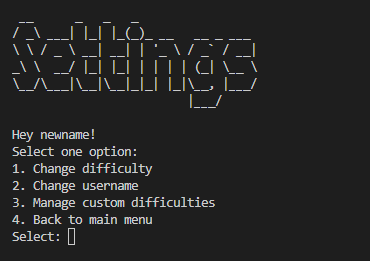 Settings
Hey newname!
Select one option:
1. Change difficulty
2. Change username
3. Manage custom difficulties
4. Back to main menu
Select: